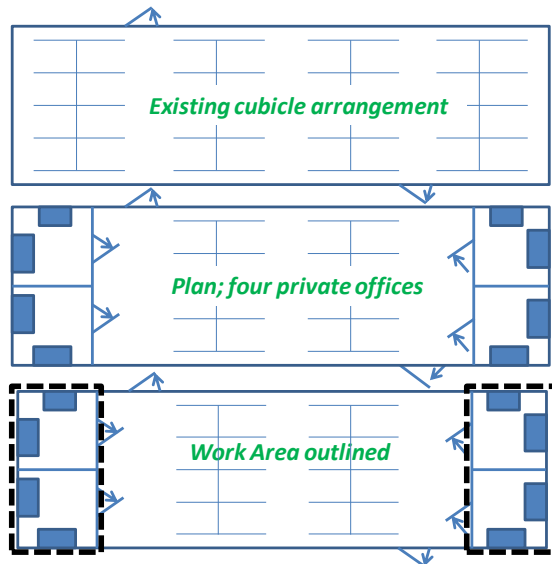 Existing cubicle arrangement
Plan; four private offices
Work Area outlined